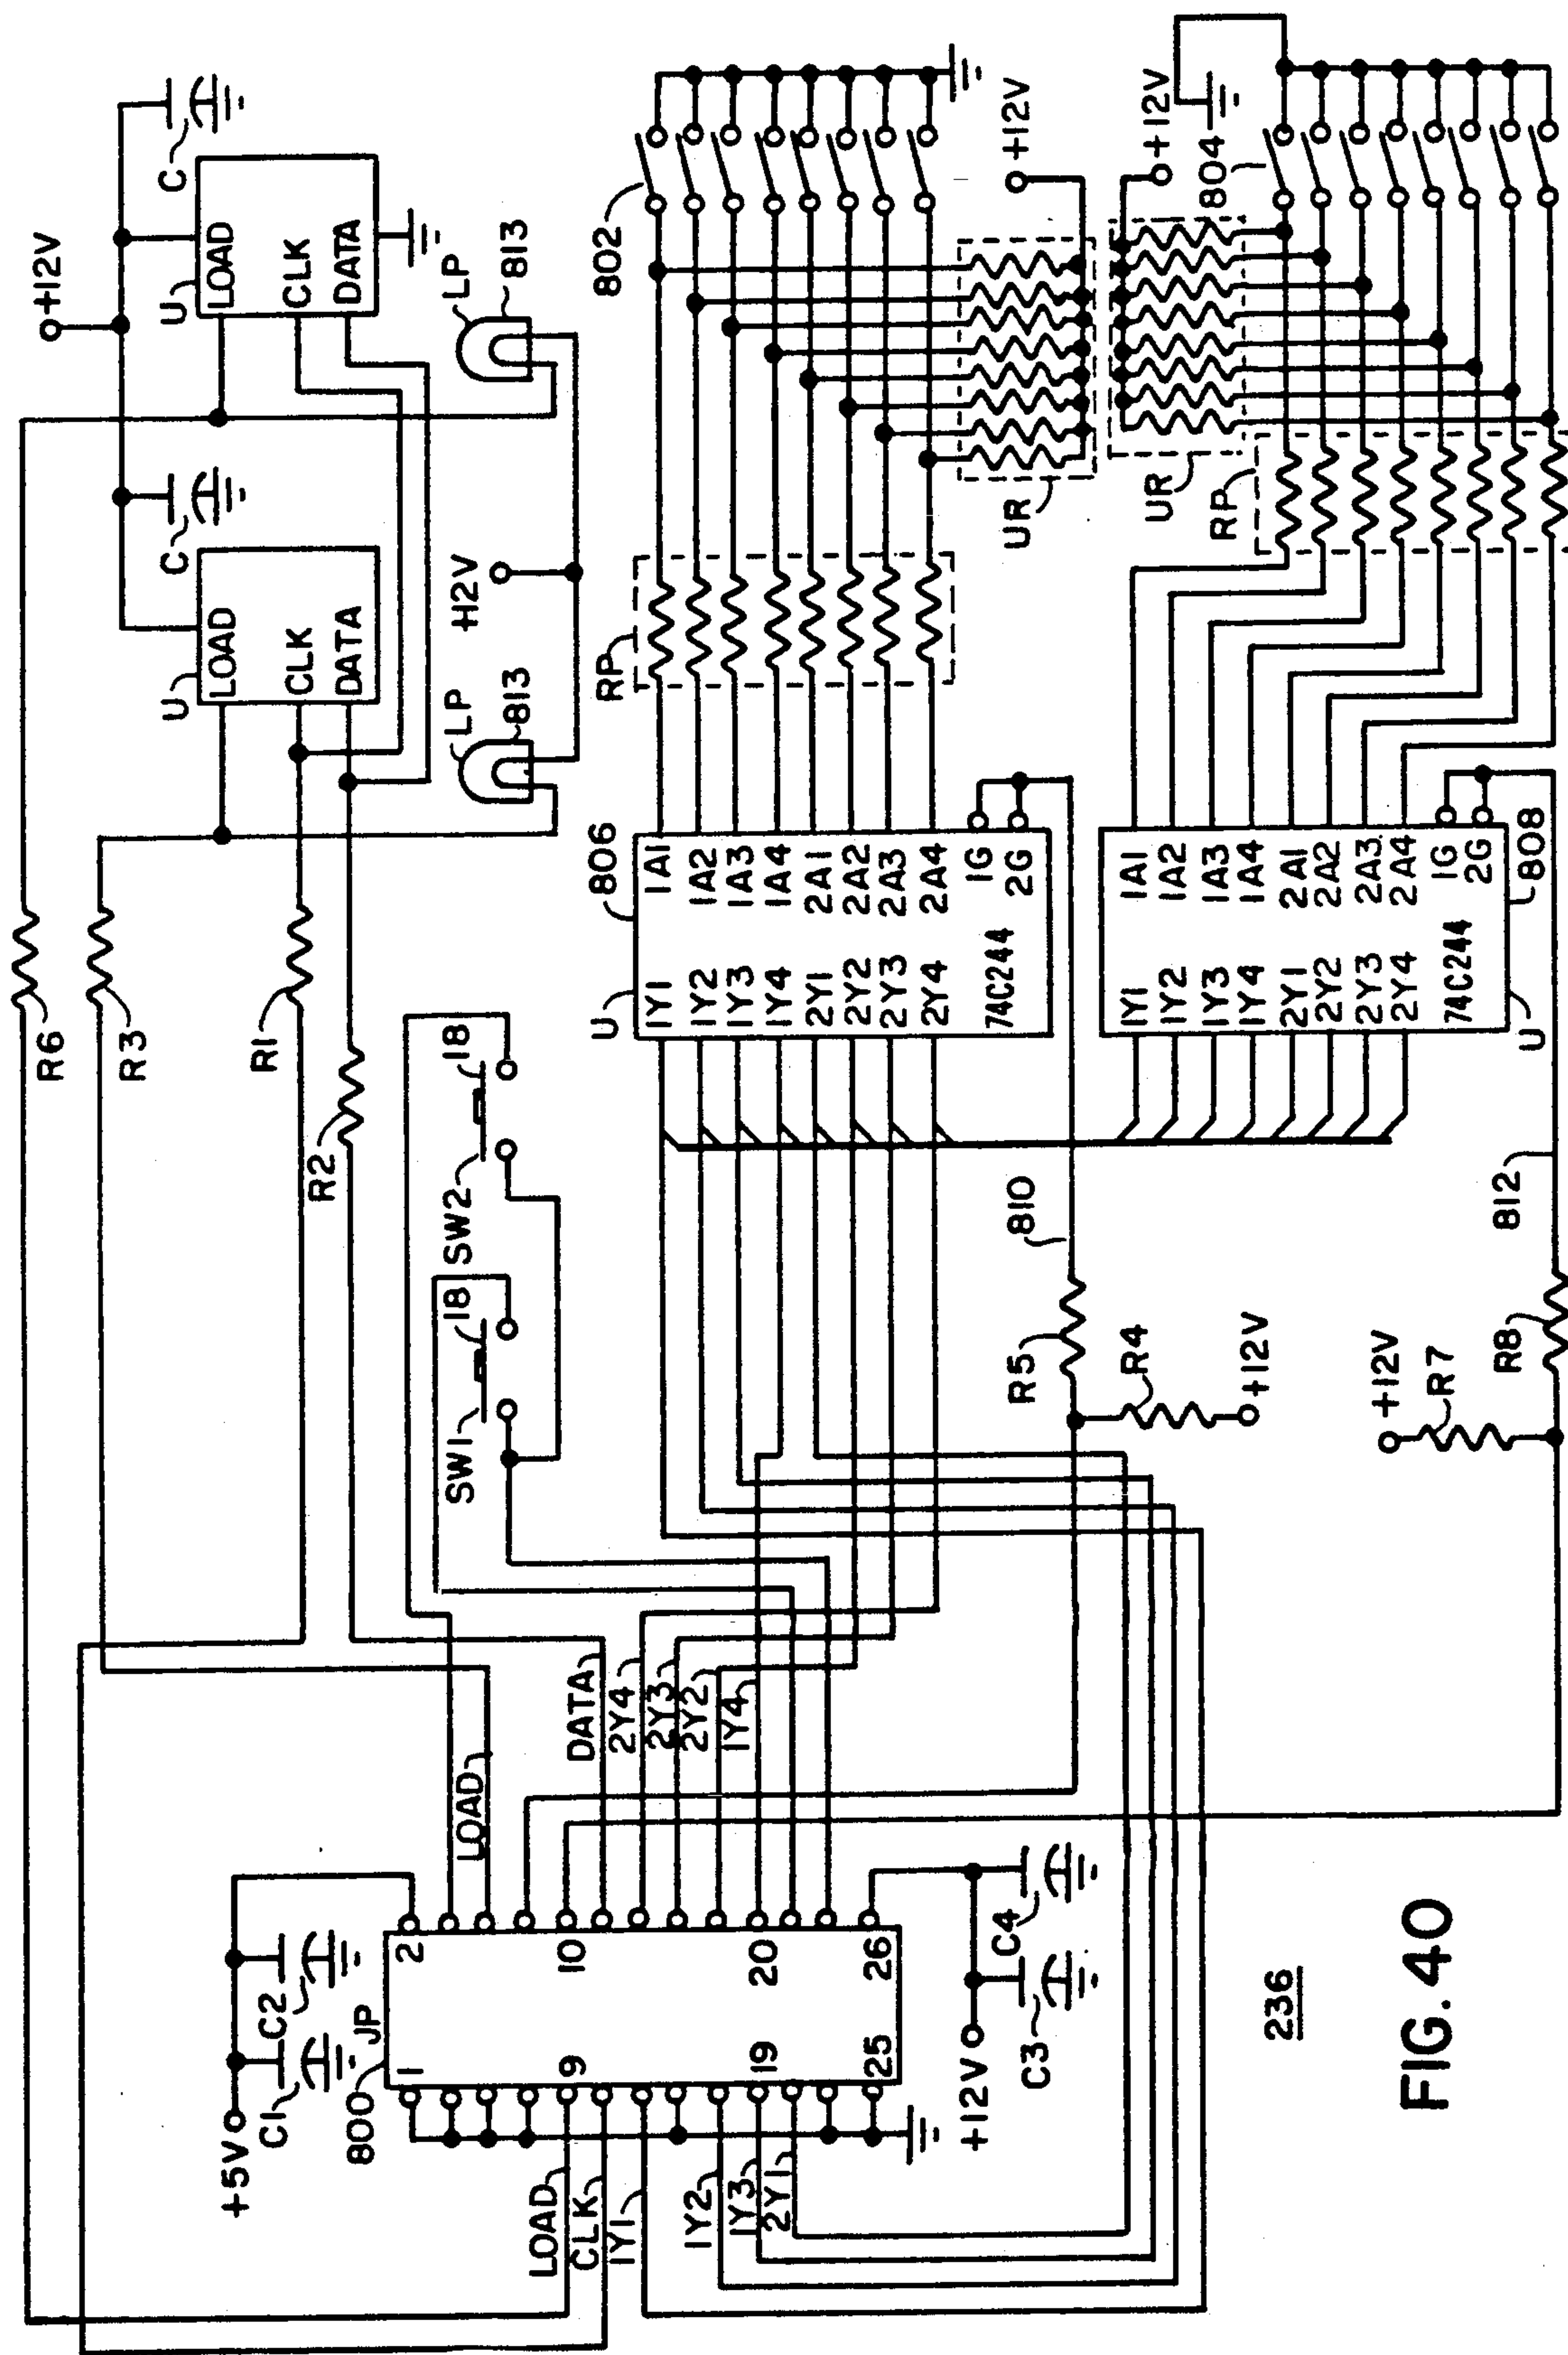 +12V
C
C
U
LOAD
CLK
DATA
U
LOAD
CLK
DATA
LP
813
LP
813
H2V
R6
R3
R1
R2
18
SW2
18
SW1
802
RP
UR
+12V
806
U
1Y1 1A1
1Y2 1A2
1Y3 1A3
1Y4 1A4
2Y1 2A1
2Y2 2A2
2Y3 2A3
2Y4 2A4
1G
2G
74C244
+12V
804
UR
RP
1Y1 1A1
1Y2 1A2
1Y3 1A3
1Y4 1A4
2Y1 2A1
2Y2 2A2
2Y3 2A3
2Y4 2A4
1G
2G
74C244
U
808
810
812
R5
R4
+12V
+12V
R7
R8
LOAD
DATA
2Y4
2Y3
2Y2
1Y4
+5V
C1
C2
800
JP
1 2
9 10
19 20
25 26
LOAD
CLK
1Y1
1Y2
1Y3
2Y1
+12V
C3
C4
236
FIG. 40